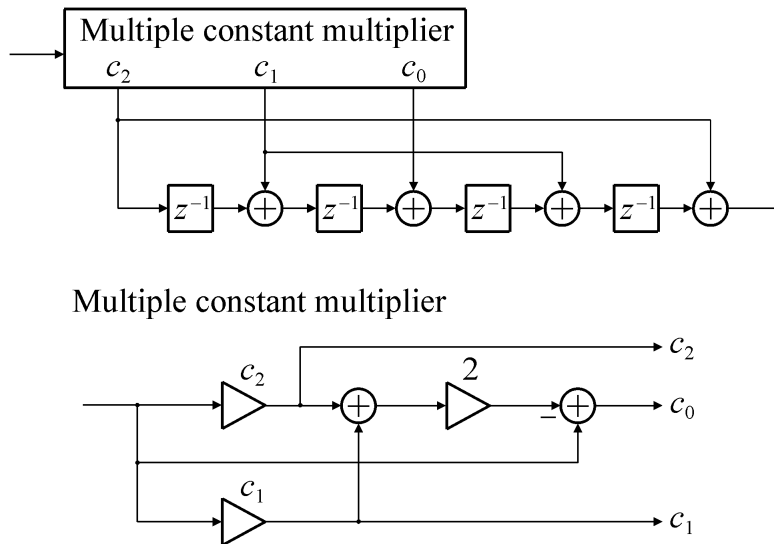 Multiple constant multiplier
c₂ c₁ c₀
z⁻¹ + z⁻¹ + z⁻¹ + z⁻¹ +
Multiple constant multiplier
c₂
c₂ 2
+ − +
c₀
c₁
c₁